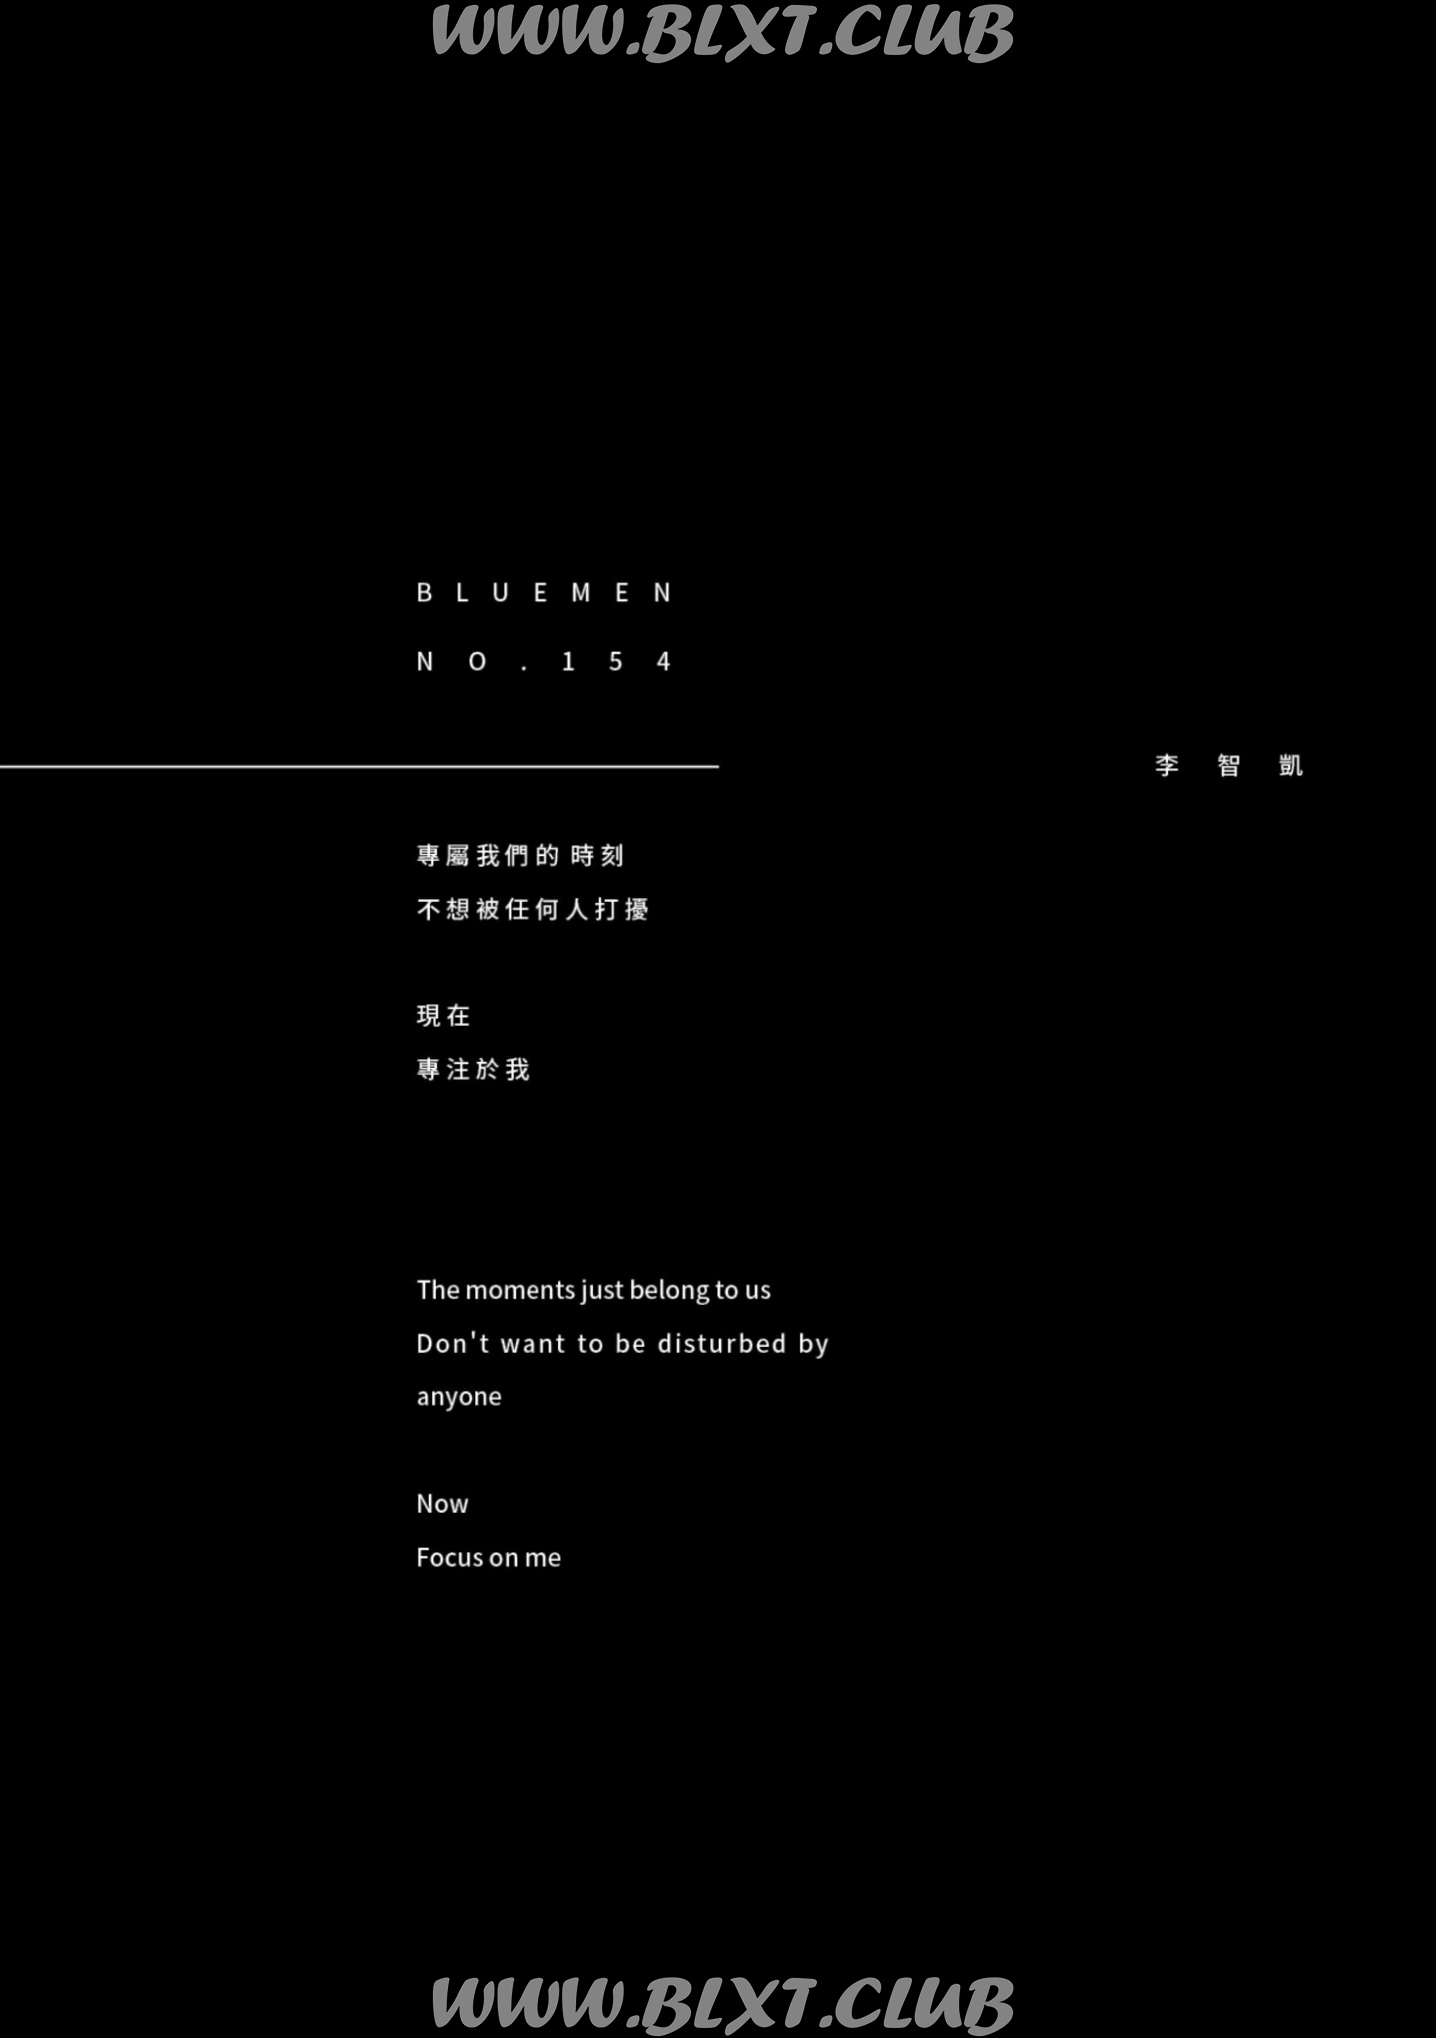 WWW.BLXT.CLUB
BLUEMEN
NO.154
李智凱
專屬我們的時刻
不想被任何人打擾
現在
專注於我
The moments just belong to us
Don't want to be disturbed by
anyone
Now
Focus on me
WWW.BLXT.CLUB